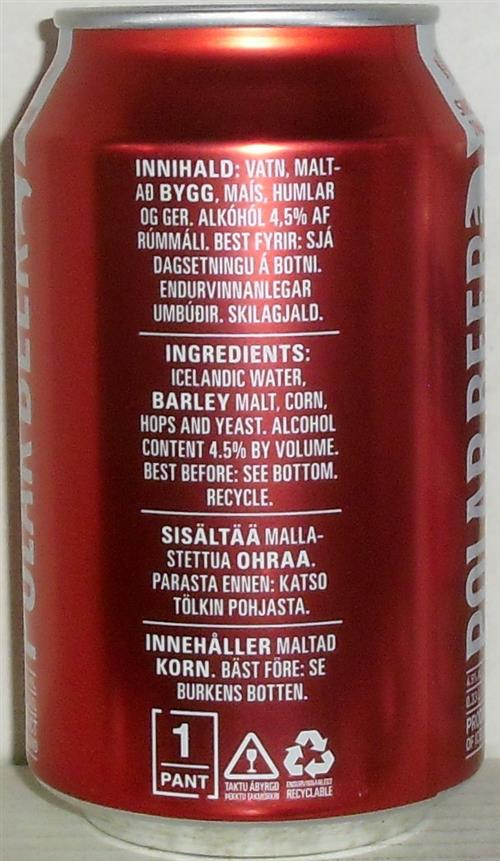 INNIHALD: VATN, MALT-
AÐ BYGG, MAÍS, HUMLAR
OG GER. ALKÓHÓL 4,5% AF
RÚMMÁLI. BEST FYRIR: SJÁ
DAGSETNINGU Á BOTNI.
ENDURVINNANLEGAR
UMBÚÐIR. SKILAGJALD.
INGREDIENTS:
ICELANDIC WATER,
BARLEY MALT, CORN,
HOPS AND YEAST. ALCOHOL
CONTENT 4.5% BY VOLUME.
BEST BEFORE: SEE BOTTOM.
RECYCLE.
SISÄLTÄÄ MALLA-
STETTUA OHRAA.
PARASTA ENNEN: KATSO
TÖLKIN POHJASTA.
INNEHÅLLER MALTAD
KORN. BÄST FÖRE: SE
BURKENS BOTTEN.
1
PANT
TAKTU ÁBYRGÐ
ÞEKKTU TAKMÖRKIN
ENDURVINNANLEGT
RECYCLABLE
POLAR BEER
POLAR BEER